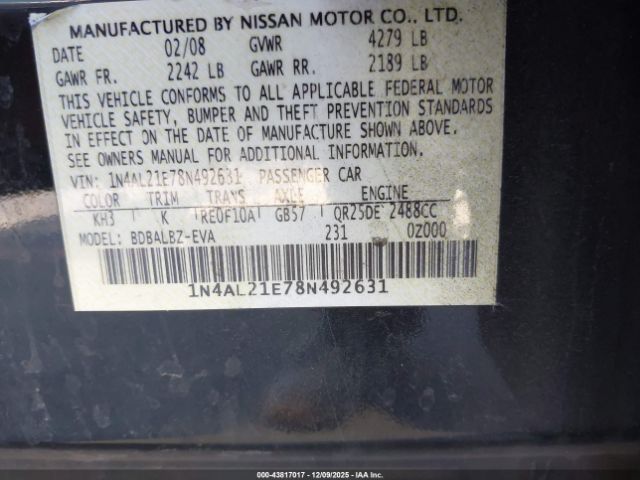 MANUFACTURED BY NISSAN MOTOR CO., LTD.
DATE 02/08 GVWR 4279 LB
GAWR FR. 2242 LB GAWR RR. 2189 LB
THIS VEHICLE CONFORMS TO ALL APPLICABLE FEDERAL MOTOR
VEHICLE SAFETY, BUMPER AND THEFT PREVENTION STANDARDS
IN EFFECT ON THE DATE OF MANUFACTURE SHOWN ABOVE.
SEE OWNERS MANUAL FOR ADDITIONAL INFORMATION.
VIN: 1N4AL21E78N492631 PASSENGER CAR
COLOR TRIM TRANS AXLE ENGINE
KH3 K RE0F10A GB57 QR25DE 2488CC
MODEL: BDBALBZ-EVA 231 0Z000
1N4AL21E78N492631
000-43817017 - 12/09/2025 - IAAI.COM